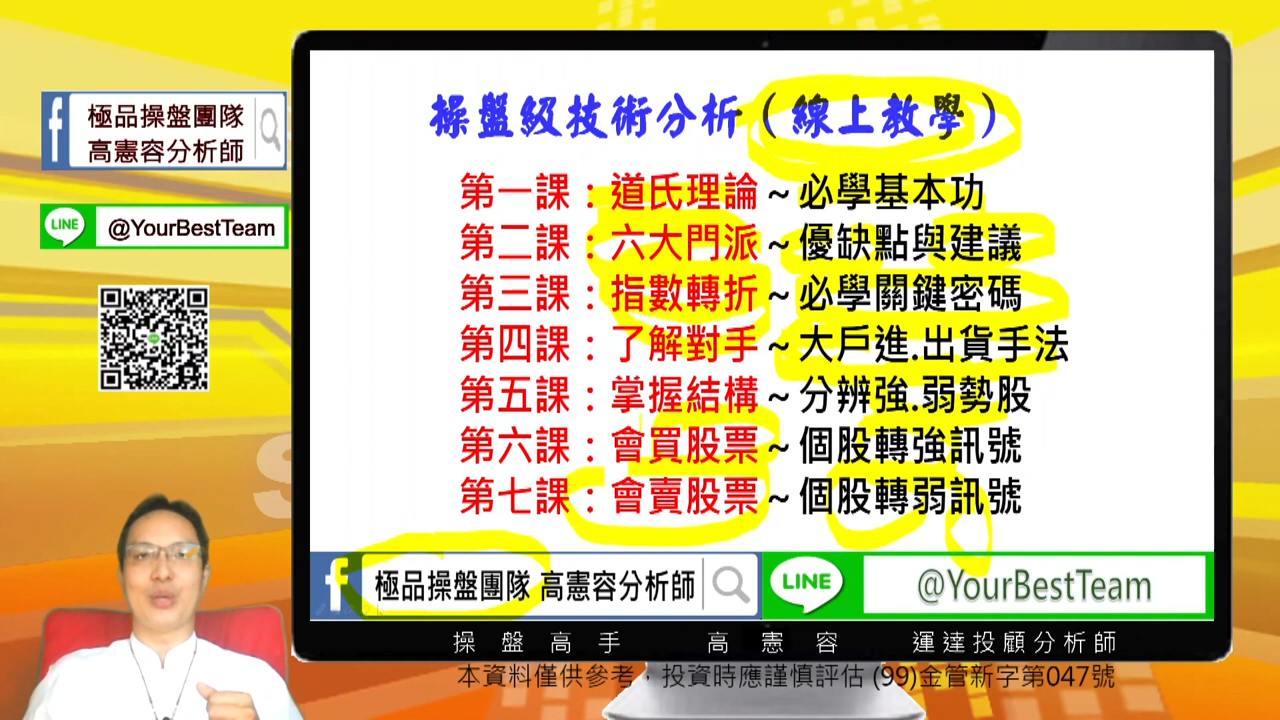 極品操盤團隊
高憲容分析師
LINE
@YourBestTeam
操盤級技術分析（線上教學）
第一課：道氏理論～必學基本功
第二課：六大門派～優缺點與建議
第三課：指數轉折～必學關鍵密碼
第四課：了解對手～大戶進.出貨手法
第五課：掌握結構～分辨強.弱勢股
第六課：會買股票～個股轉強訊號
第七課：會賣股票～個股轉弱訊號
f 極品操盤團隊 高憲容分析師
LINE @YourBestTeam
操盤高手 高憲容 運達投顧分析師
本資料僅供參考，投資時應謹慎評估 (99)金管新字第047號